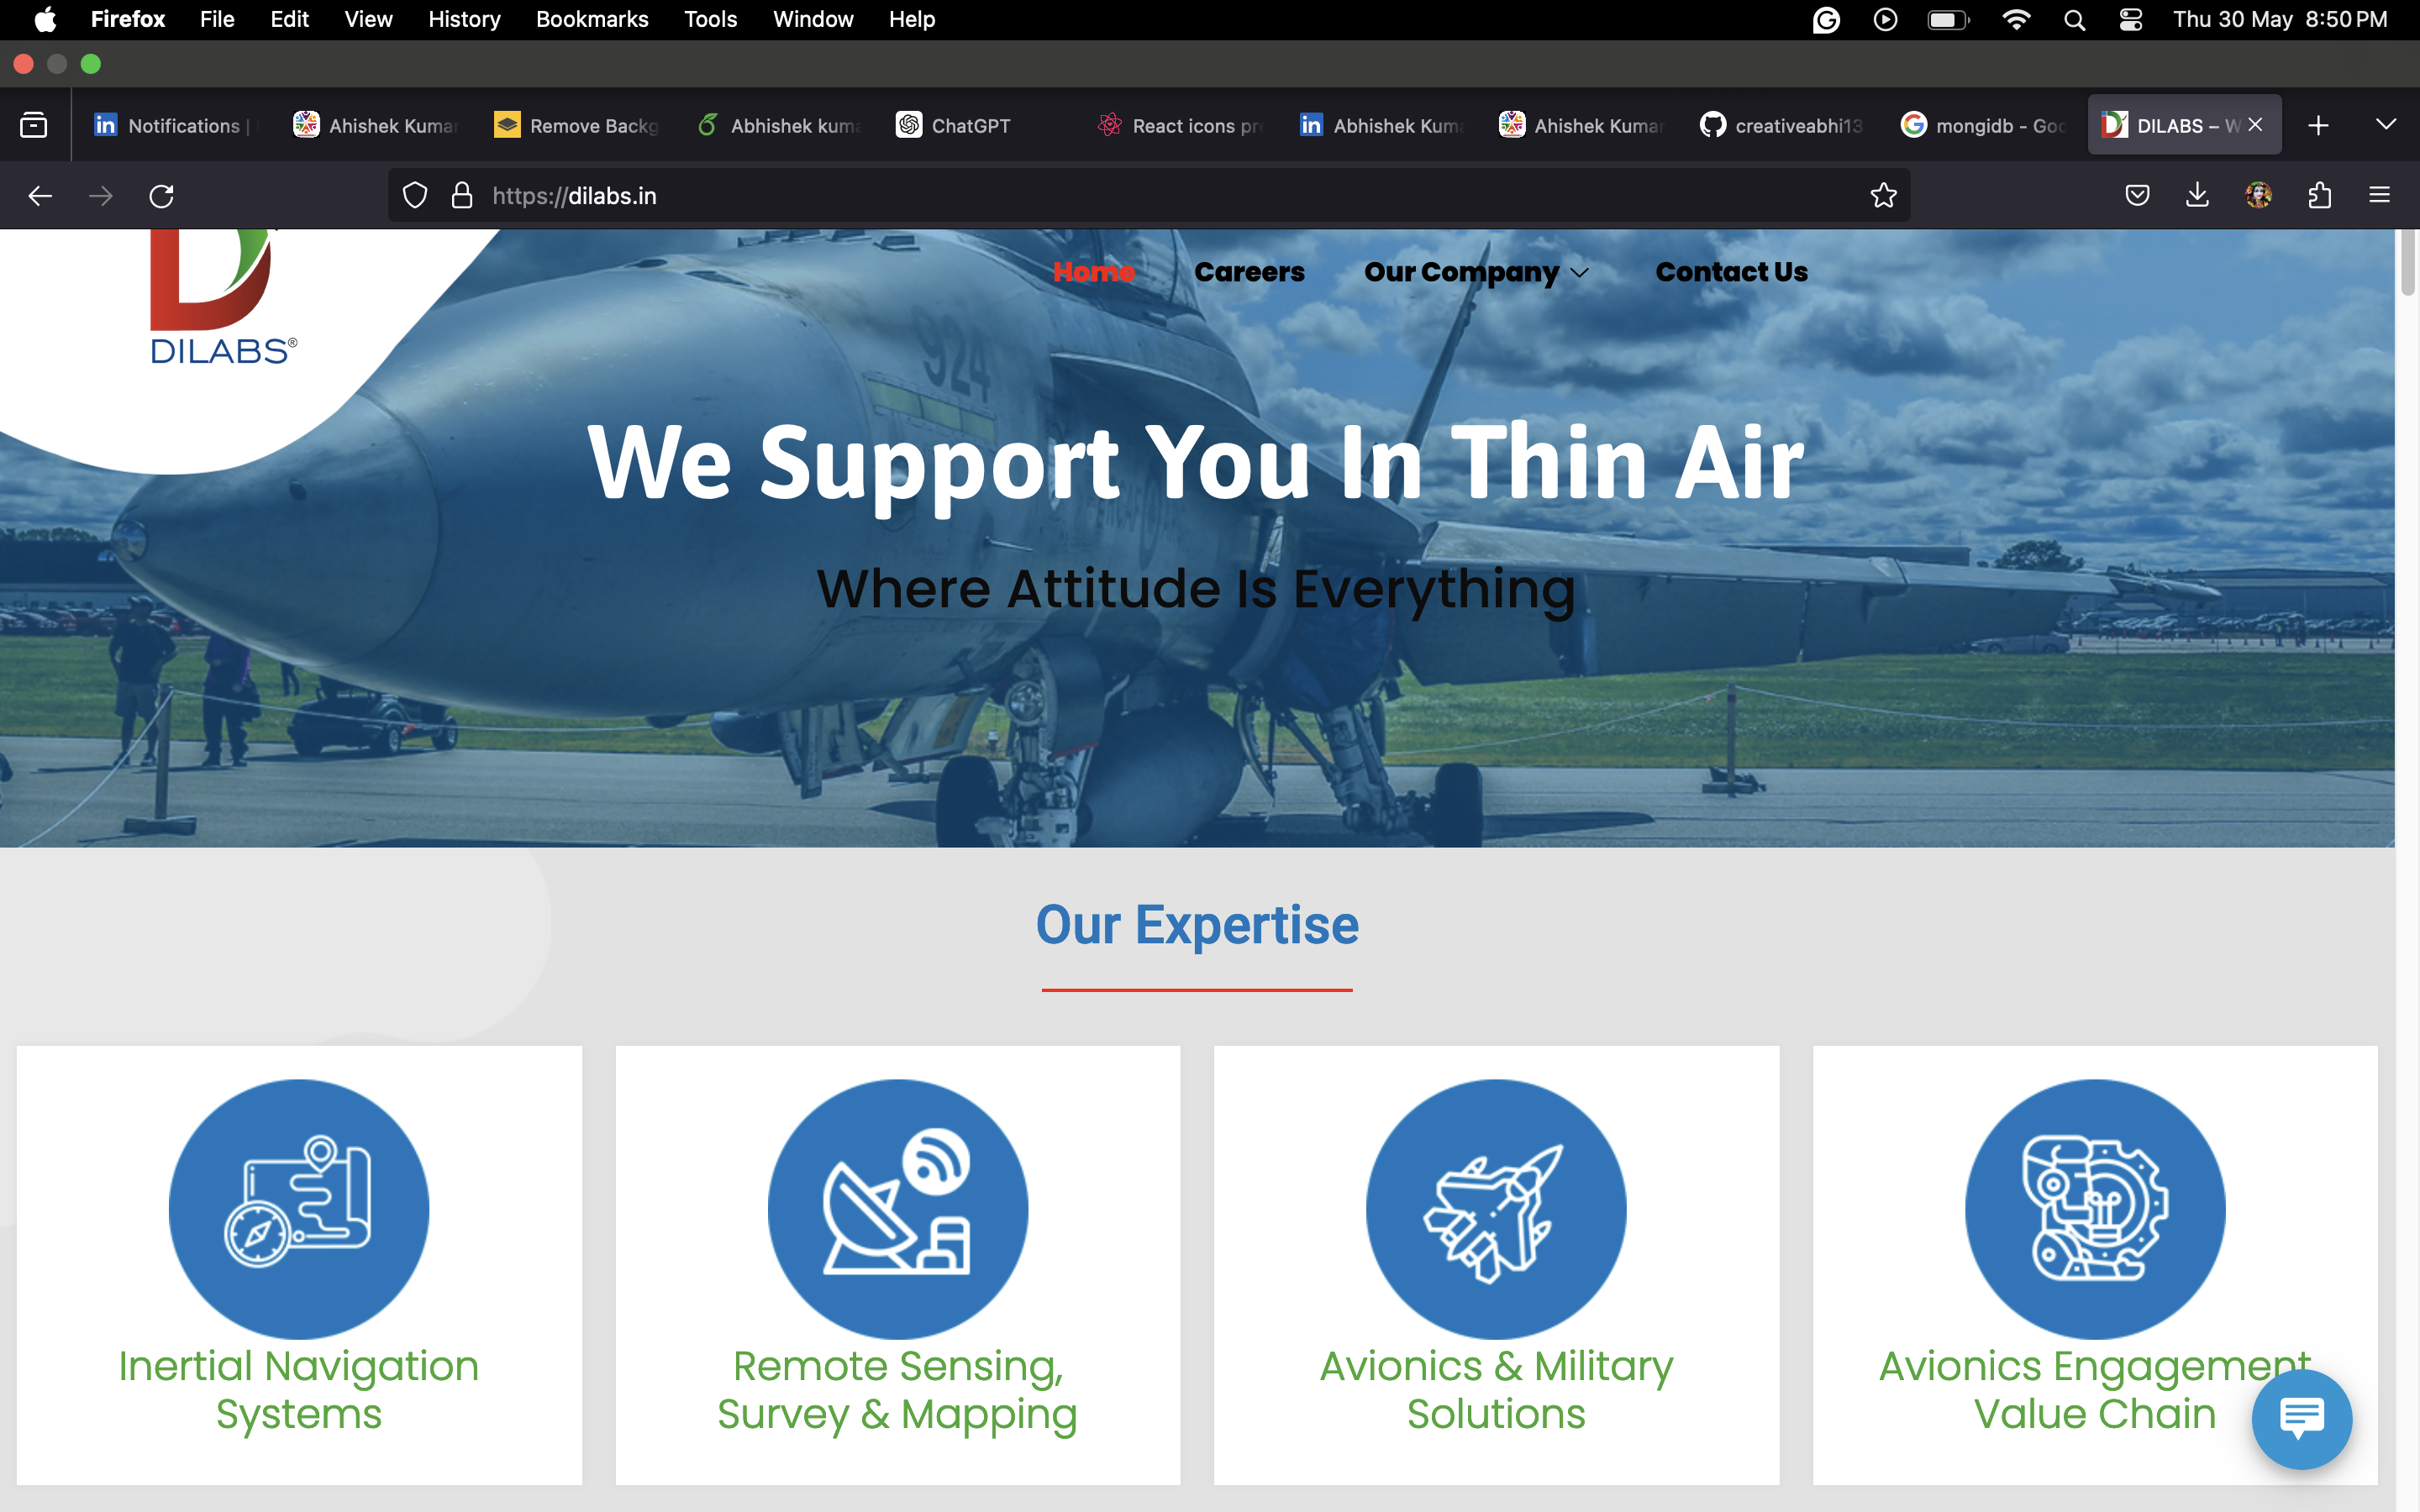 Firefox File Edit View History Bookmarks Tools Window Help Thu 30 May 8:50 PM
Notifications | Ahishek Kumar Remove Backg Abhishek kuma ChatGPT React icons pr Abhishek Kuma Ahishek Kumar creativeabhi13 mongidb - Goo DILABS – W
https://dilabs.in
Home Careers Our Company Contact Us
DILABS®
924
We Support You In Thin Air
Where Attitude Is Everything
Our Expertise
Inertial Navigation
Systems
Remote Sensing,
Survey & Mapping
Avionics & Military
Solutions
Avionics Engagement
Value Chain